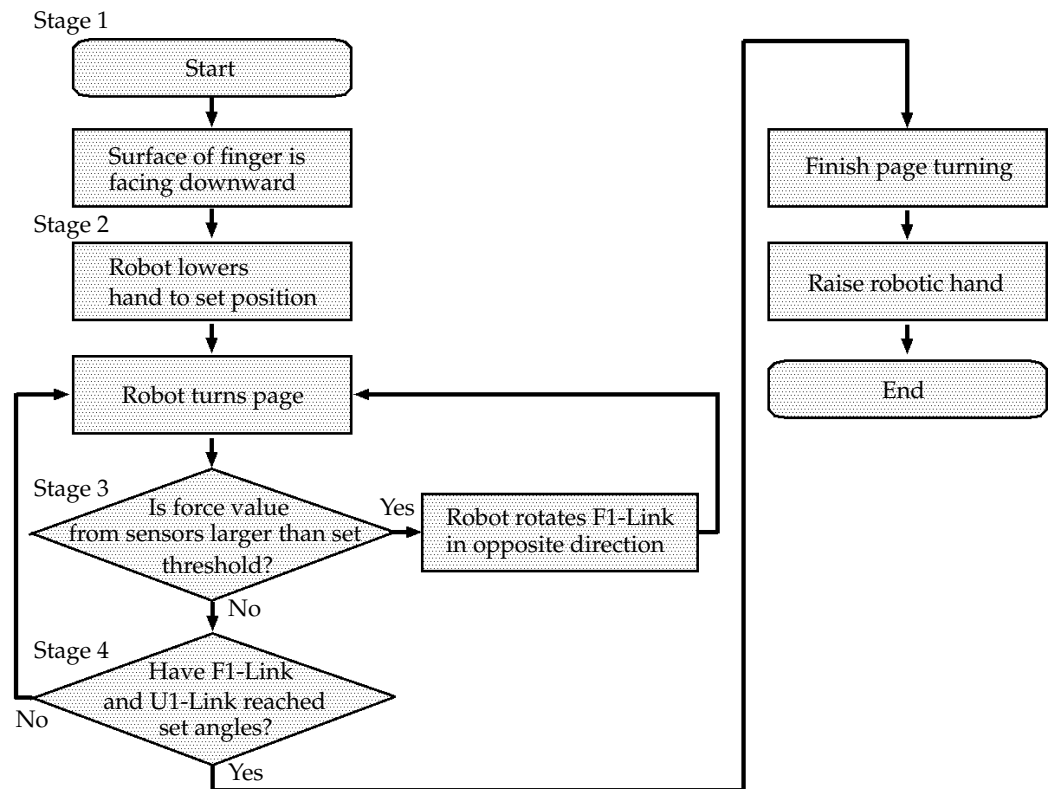 Stage 1
Start
Surface of finger is
facing downward
Stage 2
Robot lowers
hand to set position
Robot turns page
Stage 3
Is force value
from sensors larger than set
threshold?
Yes
Robot rotates F1-Link
in opposite direction
No
Stage 4
Have F1-Link
and U1-Link reached
set angles?
No
Yes
Finish page turning
Raise robotic hand
End